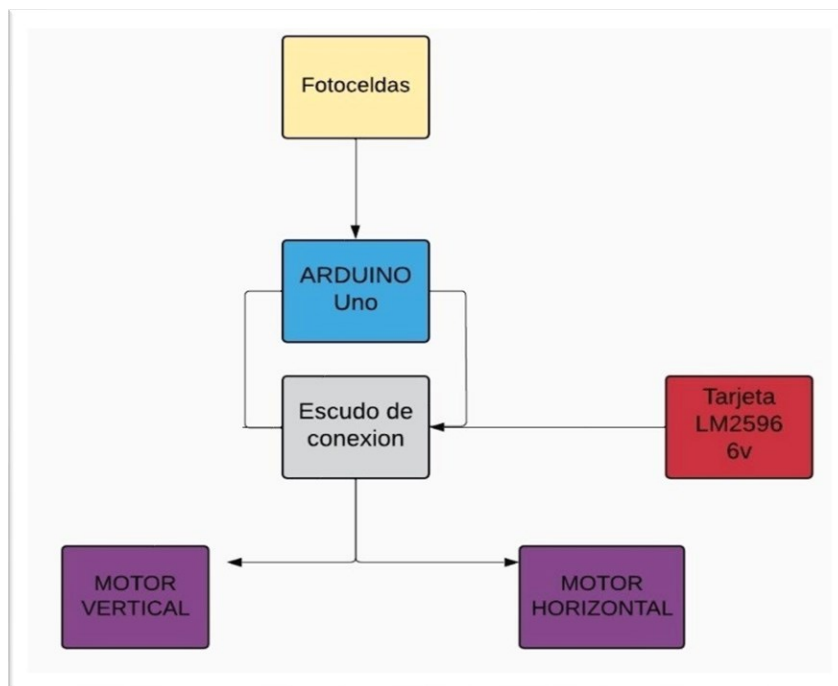 Fotoceldas
ARDUINO
Uno
Escudo de
conexion
Tarjeta
LM2596
6v
MOTOR
VERTICAL
MOTOR
HORIZONTAL